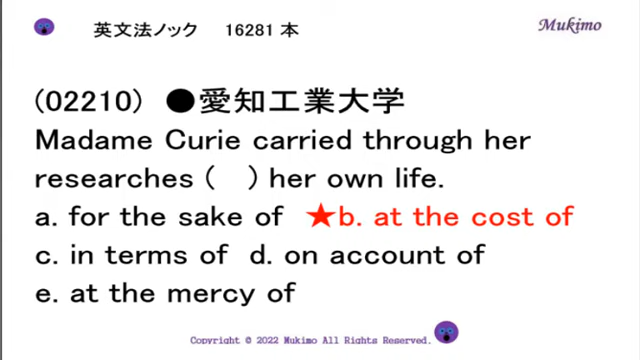 英文法ノック　16281 本
Mukimo
(02210) ●愛知工業大学
Madame Curie carried through her
researches (　) her own life.
a. for the sake of ★b. at the cost of
c. in terms of d. on account of
e. at the mercy of
Copyright © 2022 Mukimo All Rights Reserved.